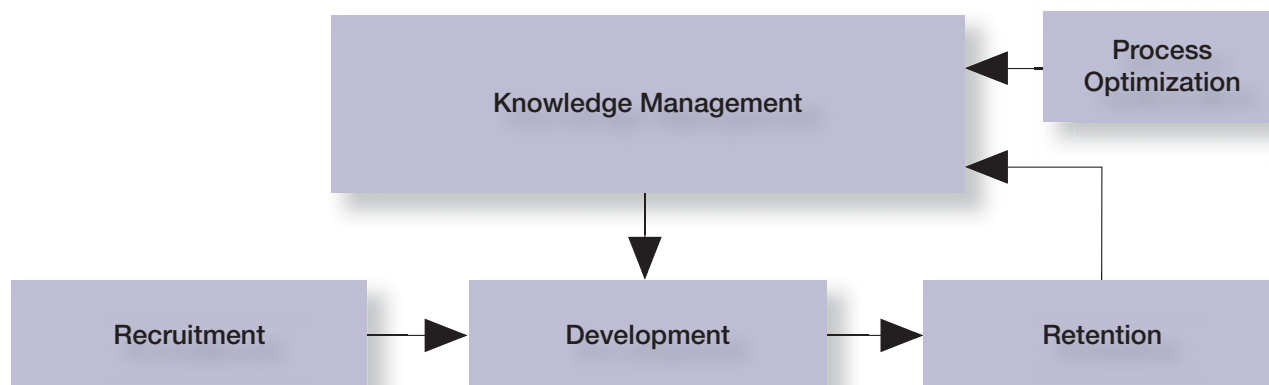 Process
Optimization
Knowledge Management
Recruitment
Development
Retention